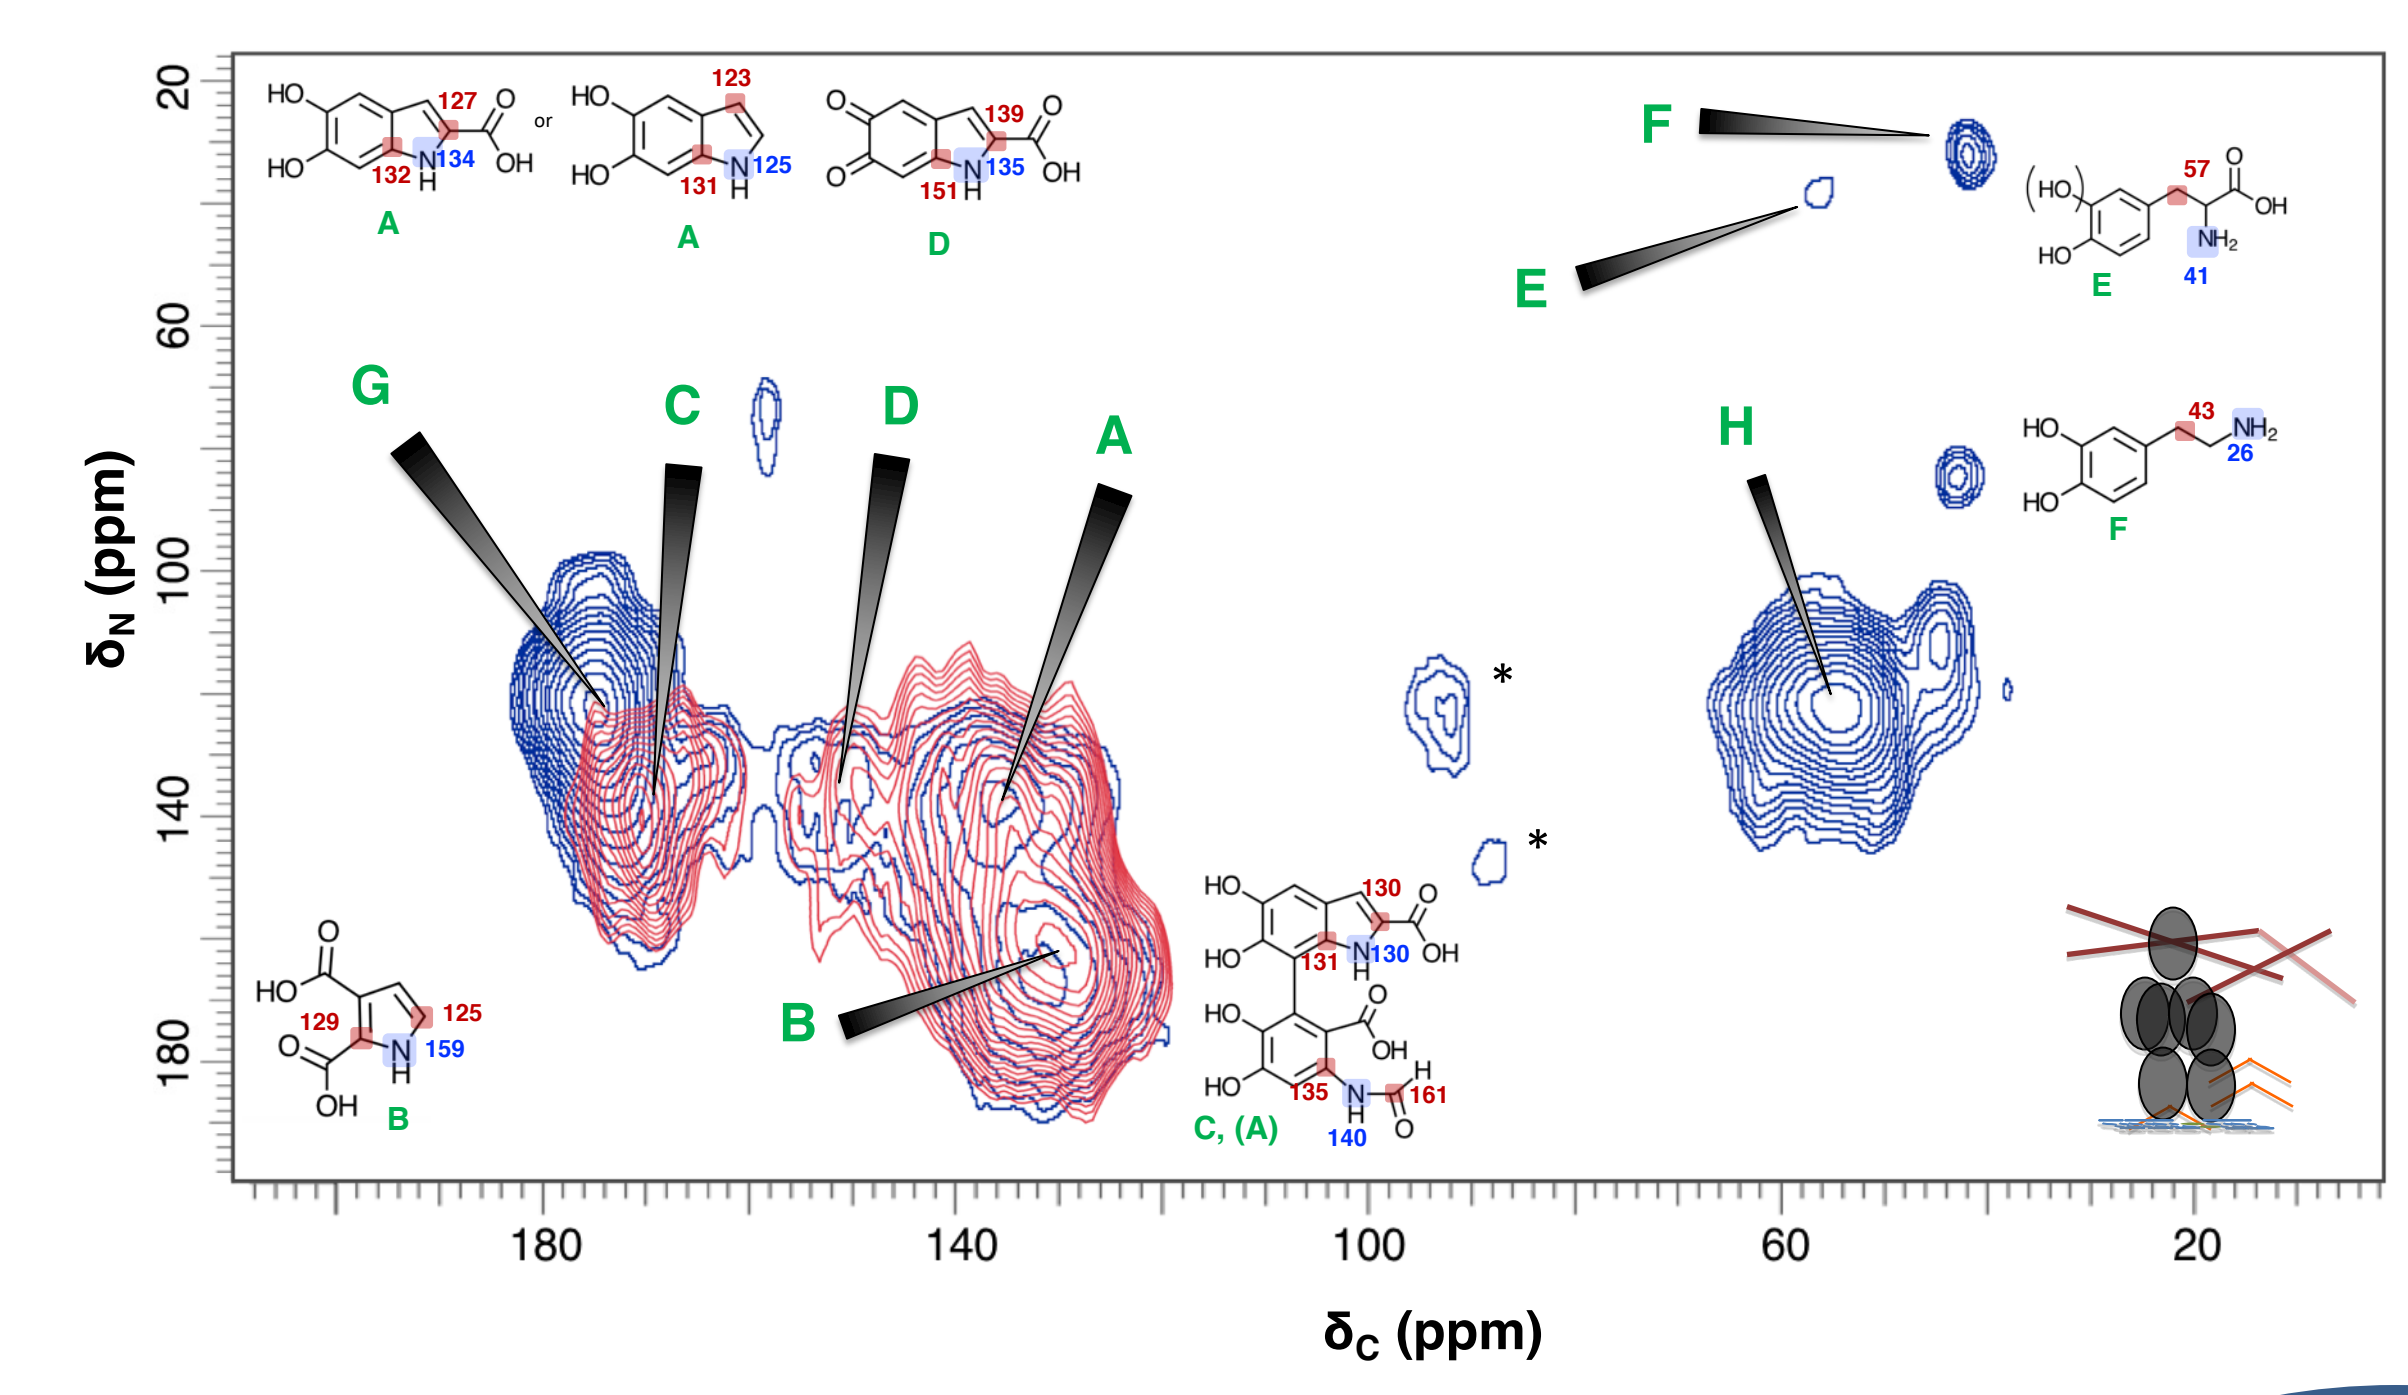 20
60
100
140
180
δN (ppm)
HO
HO
127
O
OH
134
N
H
132
A
or
HO
HO
123
131
N
H
125
A
O
O
139
O
OH
151
N
H
135
D
F
E
(HO)
HO
57
O
OH
NH2
41
E
G
C
D
A
H
HO
HO
43
NH2
26
F
*
*
B
O
HO
O
OH
129
125
N
H
159
B
HO
HO
130
O
OH
131
N
H
130
HO
HO
O
OH
135
N
H
140
H
161
O
C, (A)
180
140
100
60
20
δC (ppm)